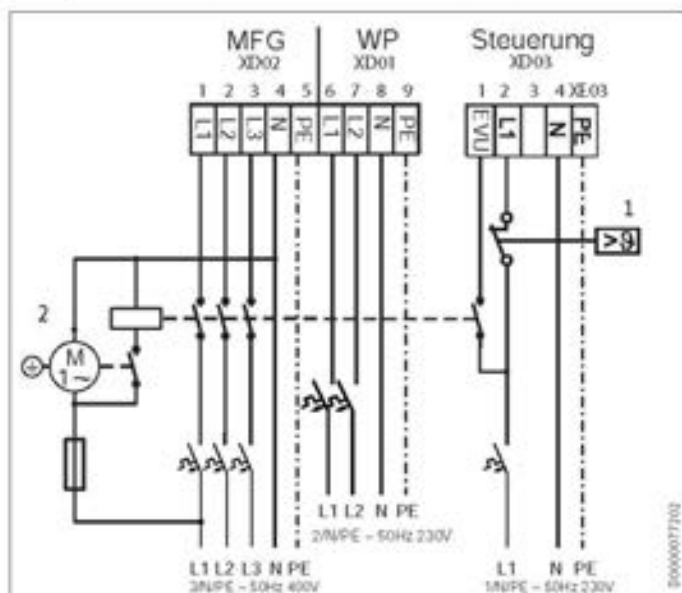 MFG WP Steuerung
XD02 XD01 XD03
1 2 3 4 5 6 7 8 9 1 2 3 4 XE03
L1 L2 L3 N PE L1 L2 N PE EVU L1 N PE
1
2
M
1~
L1 L2 N PE
2/N/PE ~ 50Hz 230V
L1 L2 L3 N PE L1 N PE
3/N/PE ~ 50Hz 400V 1/N/PE ~ 50Hz 230V
D0000077202